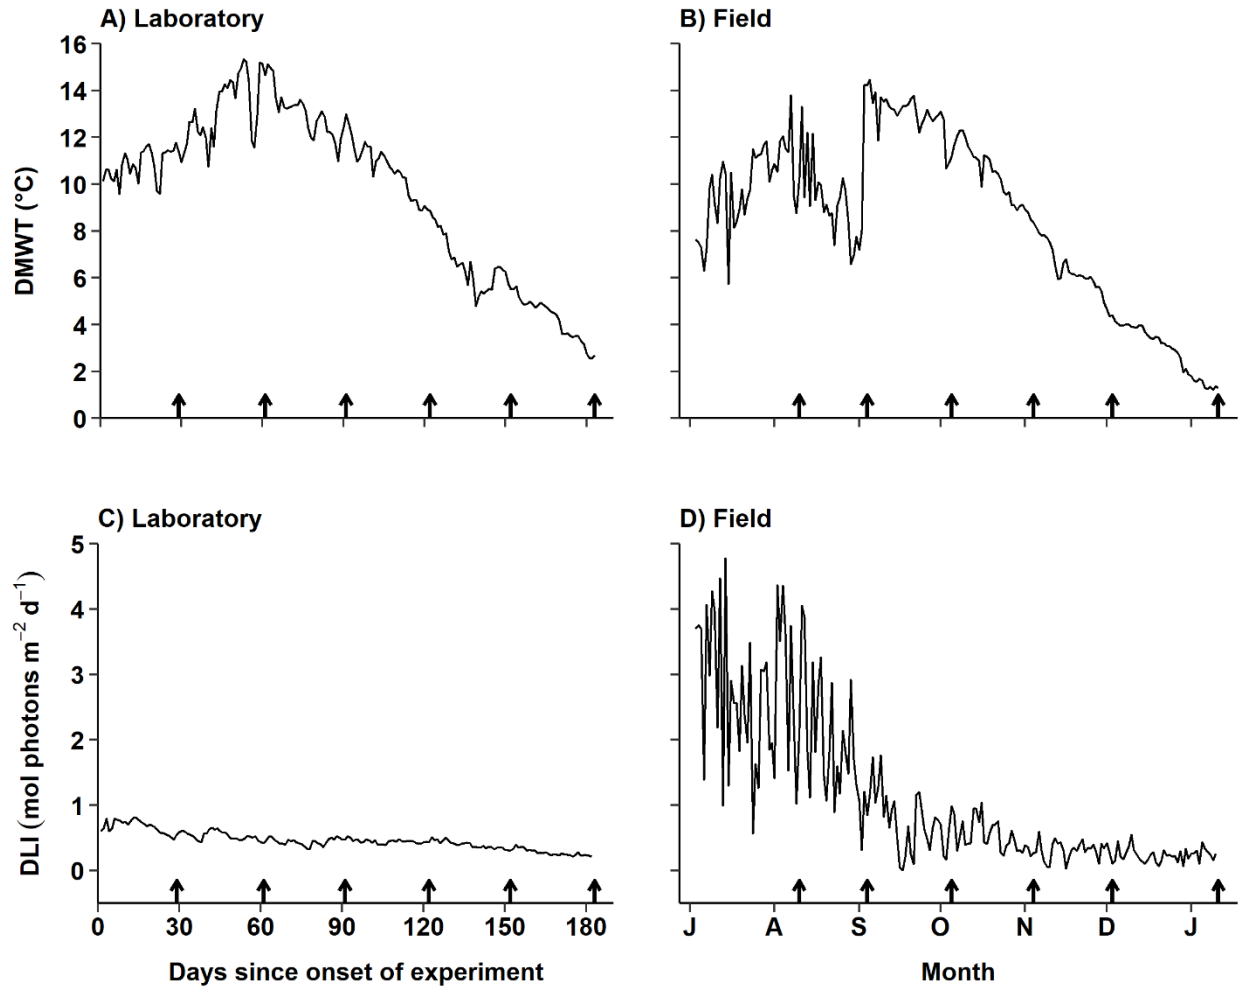 A) Laboratory
B) Field
DMWT (°C)
16
14
12
10
8
6
4
2
0
C) Laboratory
D) Field
DLI (mol photons m⁻² d⁻¹)
5
4
3
2
1
0
0 30 60 90 120 150 180
J A S O N D J
Days since onset of experiment
Month